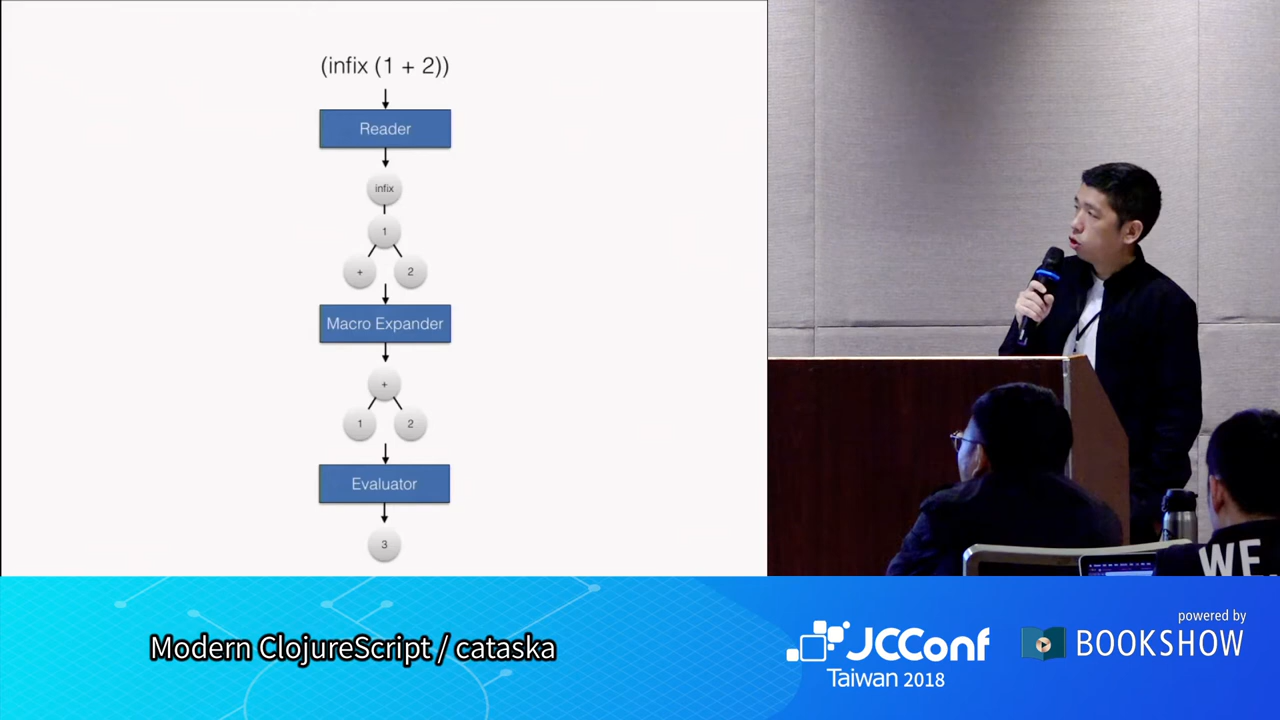 (infix (1 + 2))
Reader
infix
1
+ 2
Macro Expander
+
1 2
Evaluator
3
WE
Modern ClojureScript / cataska
JCConf
Taiwan 2018
powered by
BOOKSHOW